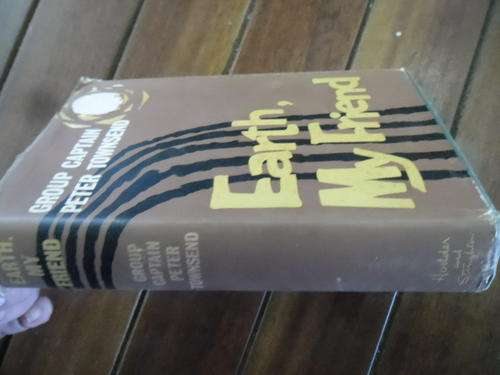 Earth,
My Friend
GROUP CAPTAIN
PETER TOWNSEND
EARTH,
MY
FRIEND
GROUP
CAPTAIN
PETER
TOWNSEND
Hodder
and
Stoughton